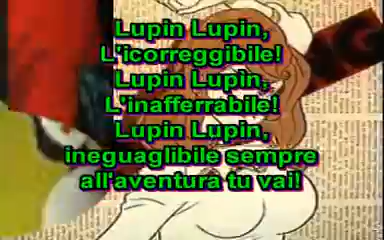 Lupin Lupin,
L'icorreggibile!
Lupin Lupin,
L'inafferrabile!
Lupin Lupin,
ineguaglibile sempre
all'aventura tu vai!